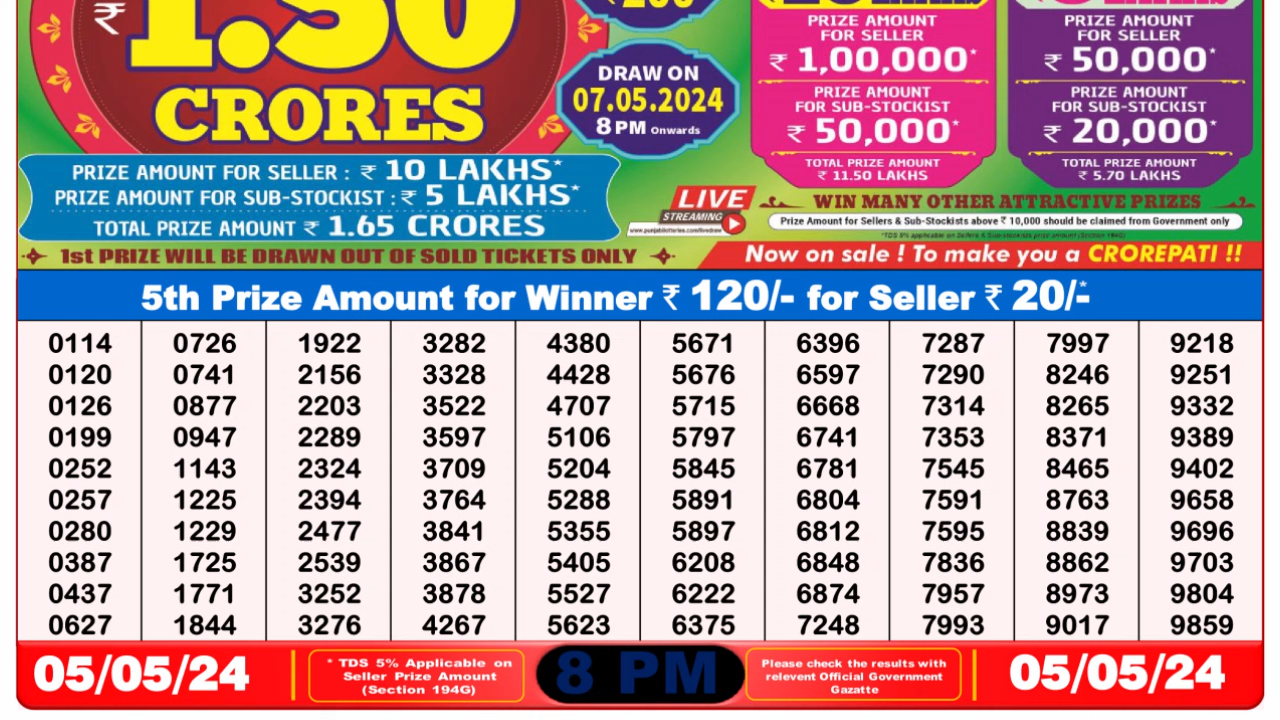 ₹ 1.50
CRORES
DRAW ON
07.05.2024
8 PM Onwards
PRIZE AMOUNT
FOR SELLER
₹ 1,00,000*
PRIZE AMOUNT
FOR SUB-STOCKIST
₹ 50,000*
TOTAL PRIZE AMOUNT
₹ 11.50 LAKHS
PRIZE AMOUNT
FOR SELLER
₹ 50,000*
PRIZE AMOUNT
FOR SUB-STOCKIST
₹ 20,000*
TOTAL PRIZE AMOUNT
₹ 5.70 LAKHS
PRIZE AMOUNT FOR SELLER : ₹ 10 LAKHS*
PRIZE AMOUNT FOR SUB-STOCKIST : ₹ 5 LAKHS*
TOTAL PRIZE AMOUNT ₹ 1.65 CRORES
LIVE
STREAMING
www.punjablotteries.com/livedraw
WIN MANY OTHER ATTRACTIVE PRIZES
Prize Amount for Sellers & Sub-Stockists above ₹ 10,000 should be claimed from Government only
1st PRIZE WILL BE DRAWN OUT OF SOLD TICKETS ONLY
Now on sale ! To make you a CROREPATI !!
5th Prize Amount for Winner ₹ 120/- for Seller ₹ 20/-*
0114 0726 1922 3282 4380 5671 6396 7287 7997 9218
0120 0741 2156 3328 4428 5676 6597 7290 8246 9251
0126 0877 2203 3522 4707 5715 6668 7314 8265 9332
0199 0947 2289 3597 5106 5797 6741 7353 8371 9389
0252 1143 2324 3709 5204 5845 6781 7545 8465 9402
0257 1225 2394 3764 5288 5891 6804 7591 8763 9658
0280 1229 2477 3841 5355 5897 6812 7595 8839 9696
0387 1725 2539 3867 5405 6208 6848 7836 8862 9703
0437 1771 3252 3878 5527 6222 6874 7957 8973 9804
0627 1844 3276 4267 5623 6375 7248 7993 9017 9859
05/05/24
* TDS 5% Applicable on
Seller Prize Amount
(Section 194G)
8 PM
Please check the results with
relevent Official Government
Gazatte
05/05/24